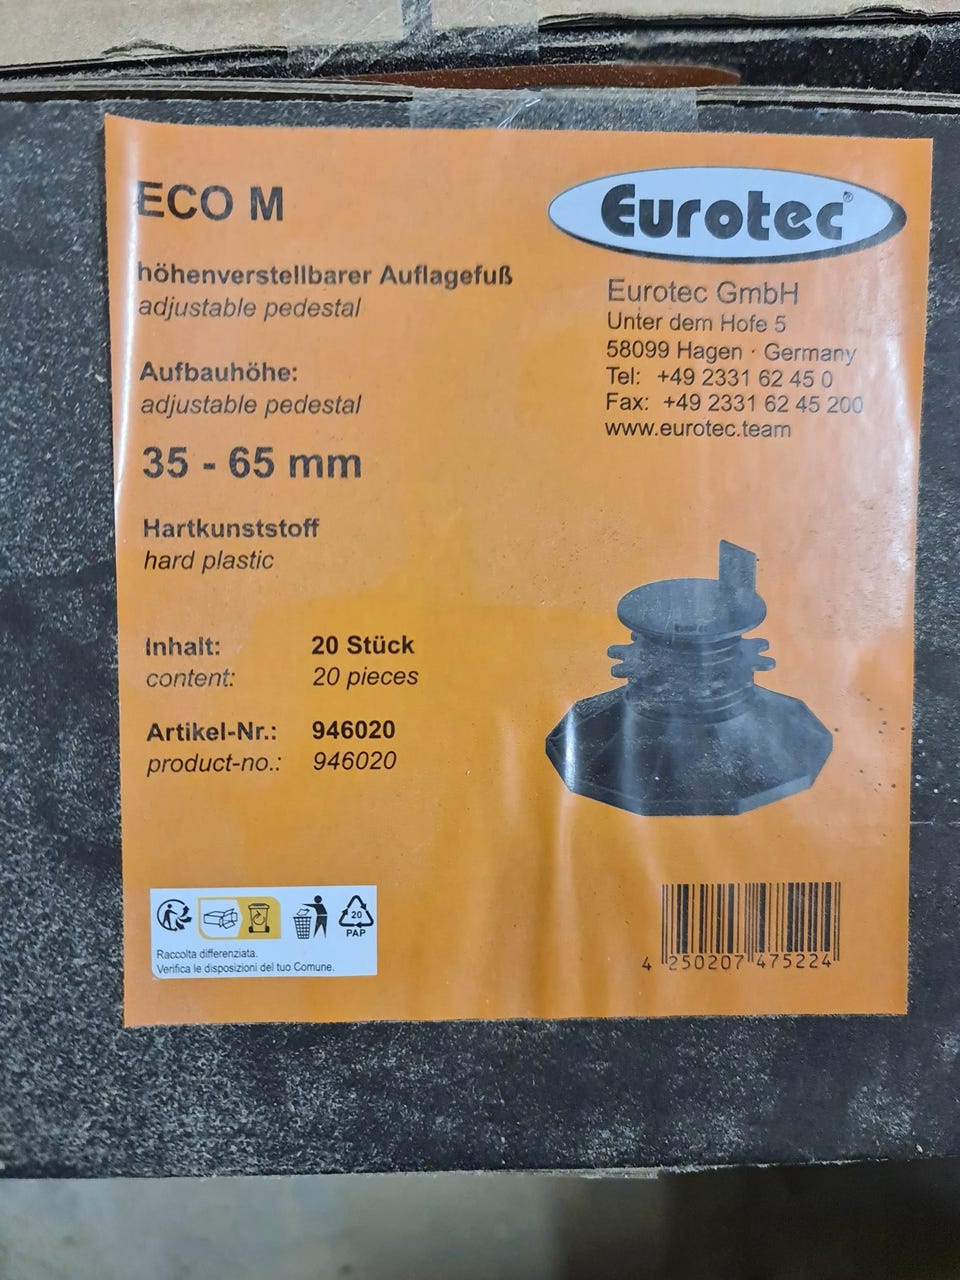 ECO M
höhenverstellbarer Auflagefuß
adjustable pedestal
Aufbauhöhe:
adjustable pedestal
35 - 65 mm
Hartkunststoff
hard plastic
Inhalt: 20 Stück
content: 20 pieces
Artikel-Nr.: 946020
product-no.: 946020
Eurotec®
Eurotec GmbH
Unter dem Hofe 5
58099 Hagen · Germany
Tel: +49 2331 62 45 0
Fax: +49 2331 62 45 200
www.eurotec.team
20
PAP
Raccolta differenziata.
Verifica le disposizioni del tuo Comune.
4 250207 475224